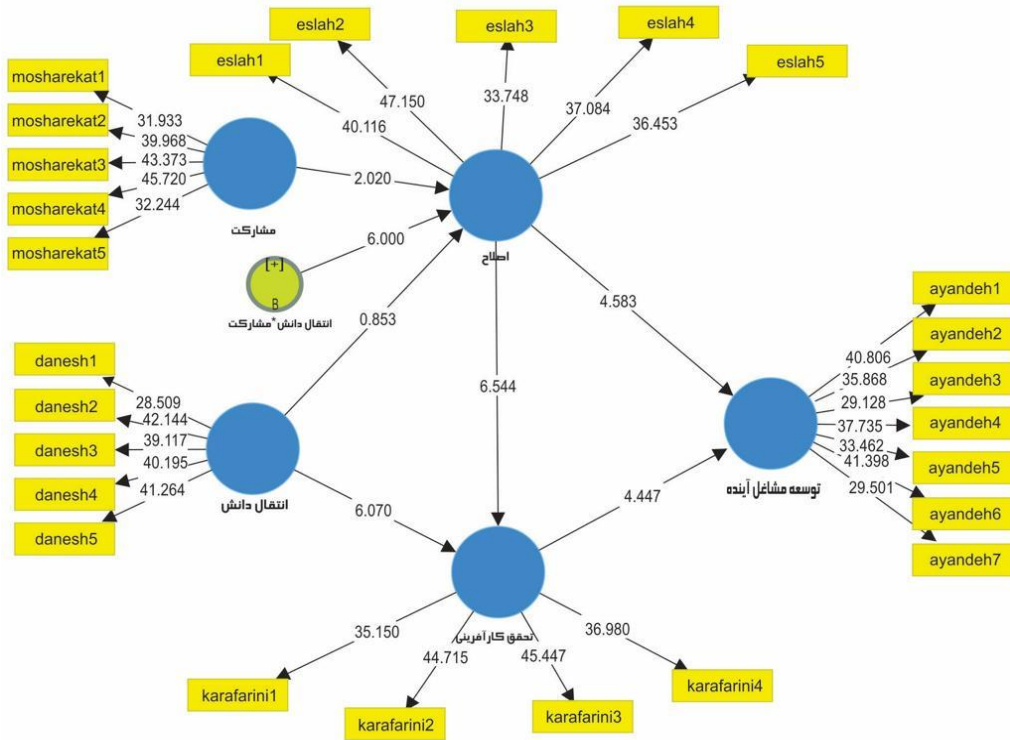 eslah1
eslah2
eslah3
eslah4
eslah5
40.116
47.150
33.748
37.084
36.453
mosharekat1
mosharekat2
mosharekat3
mosharekat4
mosharekat5
31.933
39.968
43.373
45.720
32.244
مشارکت
2.020
اصلاح
[+]
B
6.000
انتقال دانش*مشارکت
0.853
4.583
6.544
danesh1
danesh2
danesh3
danesh4
danesh5
28.509
42.144
39.117
40.195
41.264
انتقال دانش
6.070
4.447
توسعه مشاغل آینده
ayandeh1
ayandeh2
ayandeh3
ayandeh4
ayandeh5
ayandeh6
ayandeh7
40.806
35.868
29.128
37.735
33.462
41.398
29.501
تحقق کارآفرینی
35.150
44.715
45.447
36.980
karafarini1
karafarini2
karafarini3
karafarini4